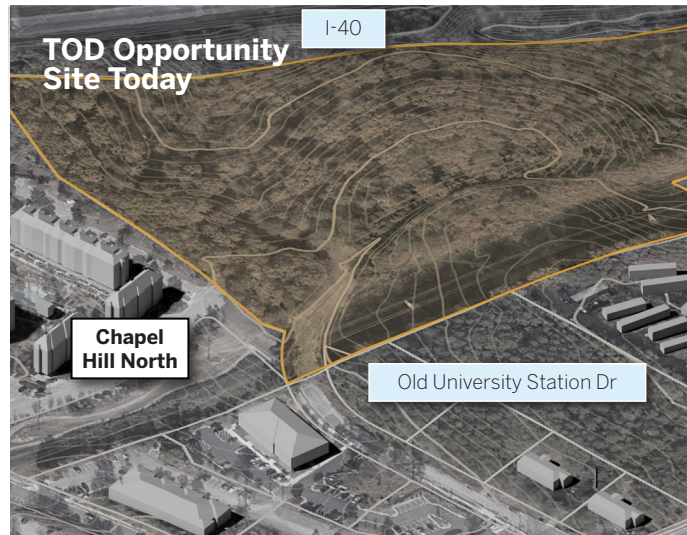 I-40
TOD Opportunity
Site Today
Chapel
Hill North
Old University Station Dr